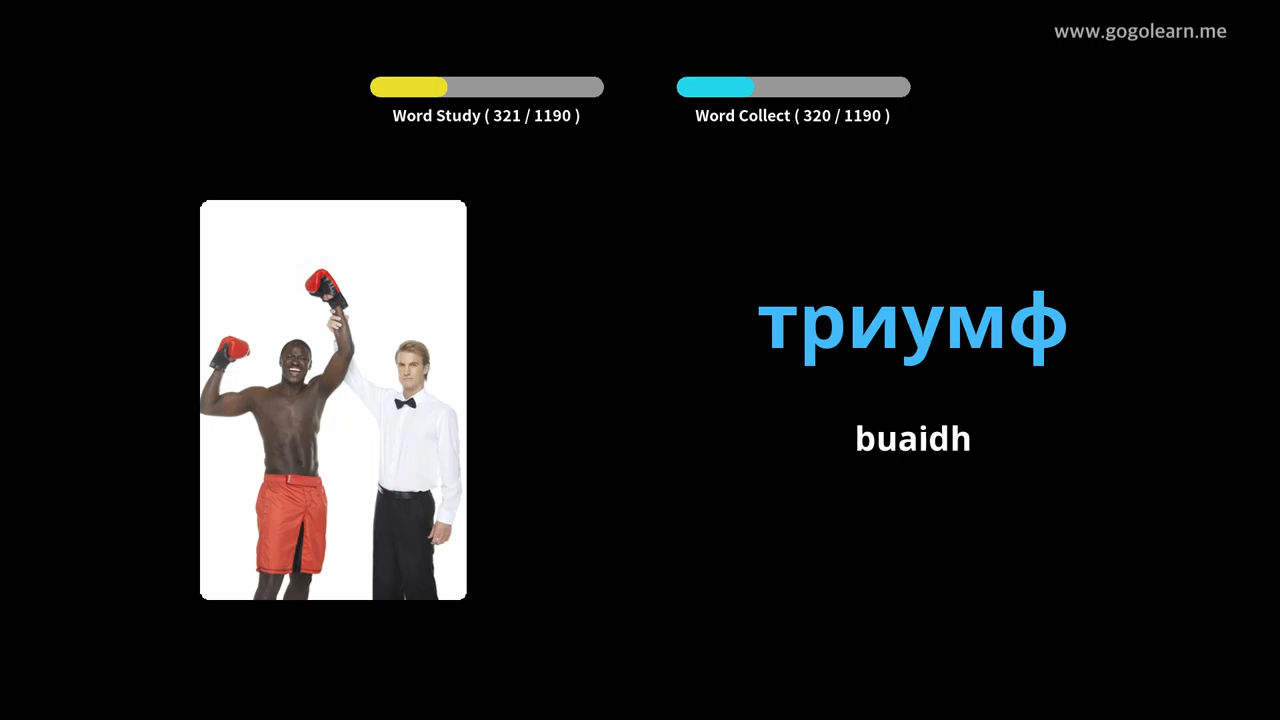 www.gogolearn.me
Word Study ( 321 / 1190 )
Word Collect ( 320 / 1190 )
триумф
buaidh